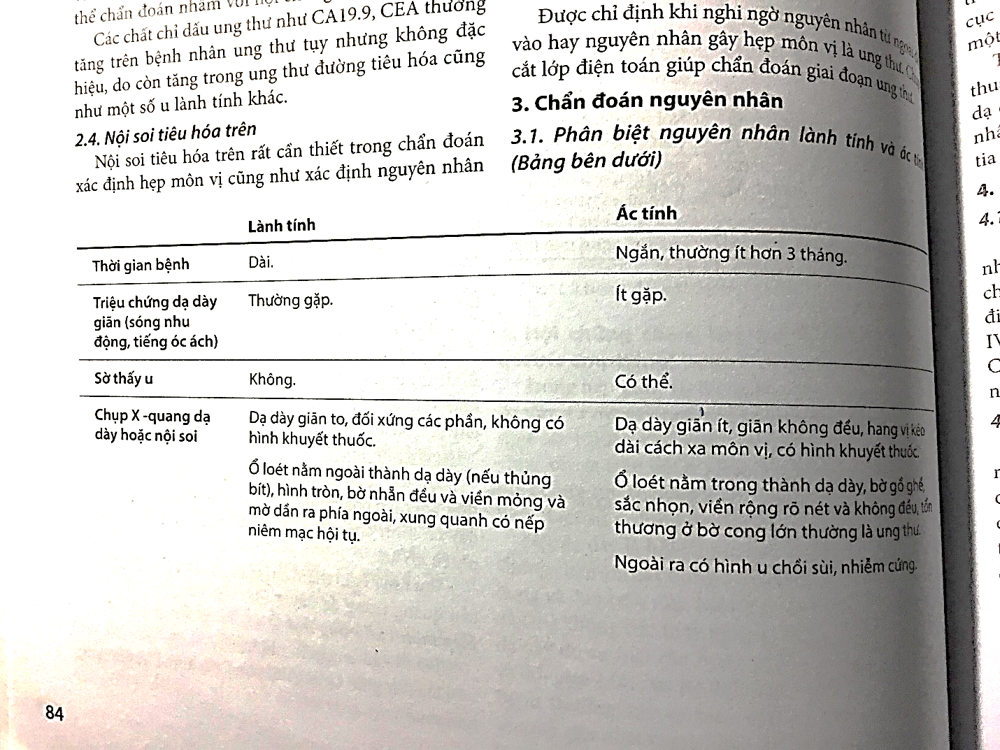 thể chẩn đoán nhầm với
Các chất chỉ dấu ung thư như CA19.9, CEA thường
tăng trên bệnh nhân ung thư tụy nhưng không đặc
hiệu, do còn tăng trong ung thư đường tiêu hóa cũng
như một số u lành tính khác.
2.4. Nội soi tiêu hóa trên
Nội soi tiêu hóa trên rất cần thiết trong chẩn đoán
xác định hẹp môn vị cũng như xác định nguyên nhân
Được chỉ định khi nghi ngờ nguyên nhân từ ngoài
vào hay nguyên nhân gây hẹp môn vị là ung thư.
cắt lớp điện toán giúp chẩn đoán giai đoạn ung thư.
3. Chẩn đoán nguyên nhân
3.1. Phân biệt nguyên nhân lành tính và ác tính
(Bảng bên dưới)
Lành tính
Ác tính
Thời gian bệnh
Dài.
Ngắn, thường ít hơn 3 tháng.
Triệu chứng dạ dày
giãn (sóng nhu
động, tiếng óc ách)
Thường gặp.
Ít gặp.
Sờ thấy u
Không.
Có thể.
Chụp X -quang dạ
dày hoặc nội soi
Dạ dày giãn to, đối xứng các phần, không có
hình khuyết thuốc.
Ổ loét nằm ngoài thành dạ dày (nếu thủng
bít), hình tròn, bờ nhẵn đều và viền mỏng và
mờ dần ra phía ngoài, xung quanh có nếp
niêm mạc hội tụ.
Dạ dày giãn ít, giãn không đều, hang vị kéo
dài cách xa môn vị, có hình khuyết thuốc.
Ổ loét nằm trong thành dạ dày, bờ gồ ghề,
sắc nhọn, viền rộng rõ nét và không đều, tổn
thương ở bờ cong lớn thường là ung thư.
Ngoài ra có hình u chồi sùi, nhiễm cứng.
84
cục
một
thu
dạ
nhấ
tia
4.
4.1
nh
ch
đi
IV
C
n
4